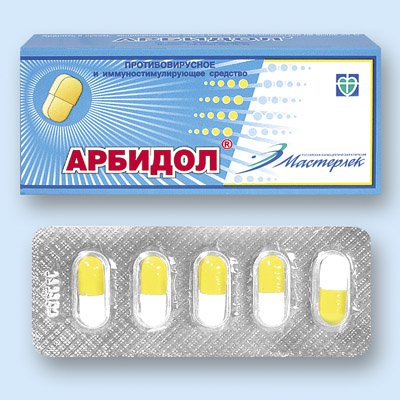 АРБИДОЛ
ПРОТИВОВИРУСНОЕ
и иммуностимулирующее средство
АРБИДОЛ®
Мастерлек